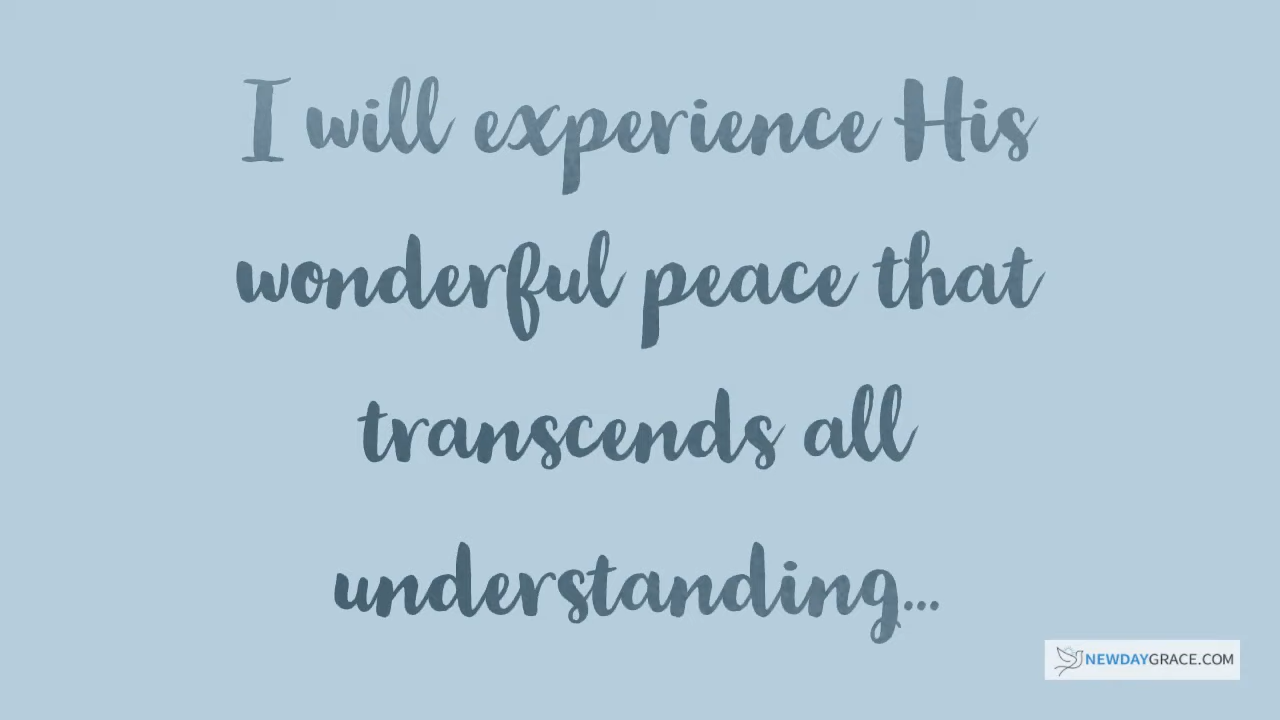 I will experience His
wonderful peace that
transcends all
understanding...
NEWDAYGRACE.COM